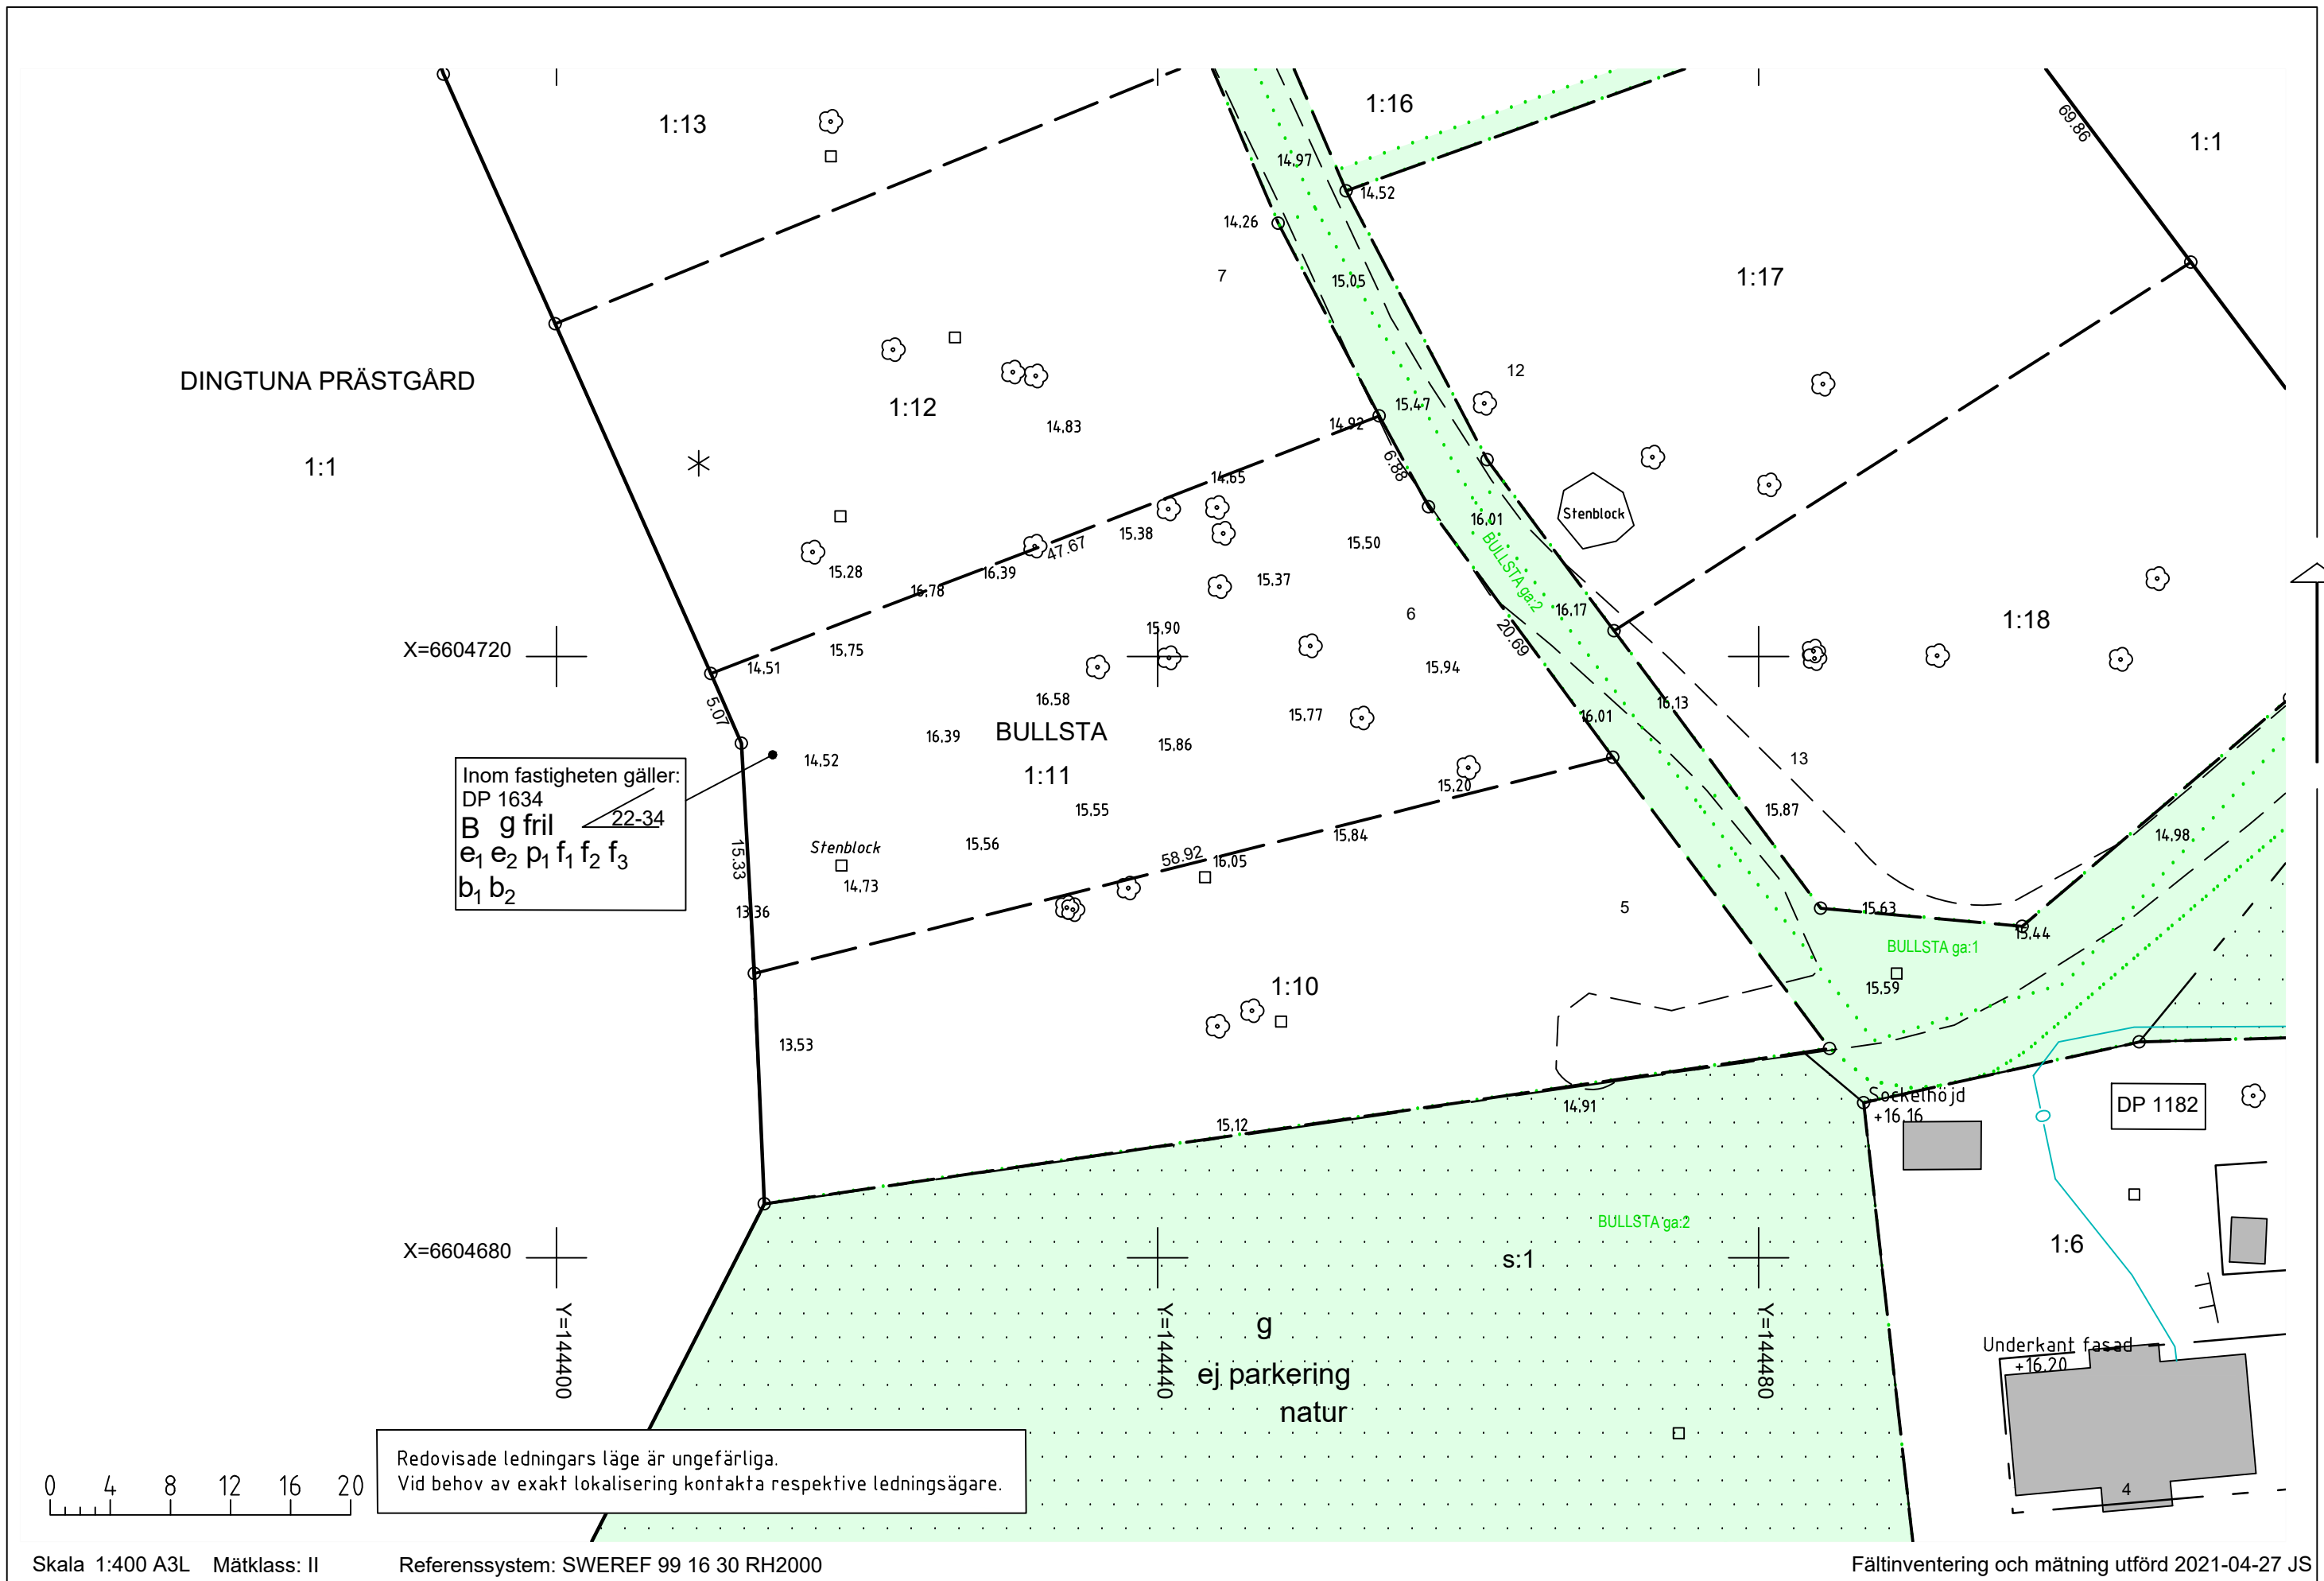 1:13
1:16
1:1
69.86
14,97
14,52
14,26
7
15,05
1:17
DINGTUNA PRÄSTGÅRD
1:1
1:12
12
15,47
14,92
14,83
6.88
14,65
Stenblock
16,01
15,38
47.67
15,50
BULLSTA ga:2
15,28
16,39
15,37
16,78
16,17
6
1:18
15,90
20.69
X=6604720
15,75
14,51
15,94
16,58
5.07
16,13
15,77
16,01
BULLSTA
16,39
15,86
14,52
13
1:11
15,20
Inom fastigheten gäller:
DP 1634
B g fril 22-34
e1 e2 p1 f1 f2 f3
b1 b2
15,55
15,87
15,84
14,98
15.33
Stenblock
15,56
58.92
16,05
14,73
13,36
5
15,63
15,44
BULLSTA ga:1
1:10
15,59
13,53
Sockelhöjd
+16,16
DP 1182
14,91
15,12
BULLSTA ga:2
1:6
X=6604680
s:1
Y=144400
Y=144440
Y=144480
g
ej parkering
natur
Underkant fasad
+16,20
4
Redovisade ledningars läge är ungefärliga.
Vid behov av exakt lokalisering kontakta respektive ledningsägare.
0 4 8 12 16 20
Skala 1:400 A3L Mätklass: II Referenssystem: SWEREF 99 16 30 RH2000
Fältinventering och mätning utförd 2021-04-27 JS